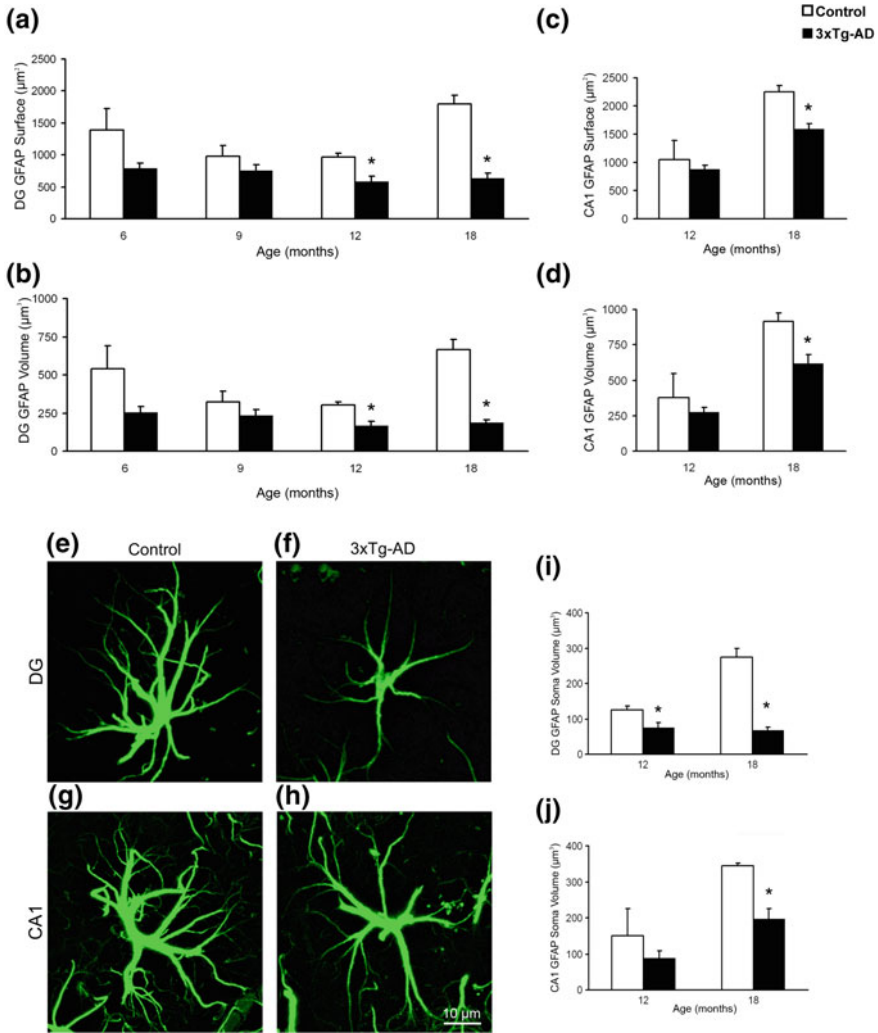 (a)
(c)
Control
3xTg-AD
DG GFAP Surface (µm²)
2500
2000
1500
1000
500
0
*
*
6
9
12
18
Age (months)
CA1 GFAP Surface (µm²)
2500
2000
1500
1000
500
0
*
12
18
Age (months)
(b)
(d)
DG GFAP Volume (µm³)
1000
750
500
250
0
*
*
6
9
12
18
Age (months)
CA1 GFAP Volume (µm³)
1000
750
500
250
0
*
12
18
Age (months)
(e)
Control
(f)
3xTg-AD
DG
(g)
(h)
CA1
10 µm
(i)
DG GFAP Soma Volume (µm³)
400
300
200
100
0
*
*
12
18
Age (months)
(j)
CA1 GFAP Soma Volume (µm³)
400
300
200
100
0
*
12
18
Age (months)